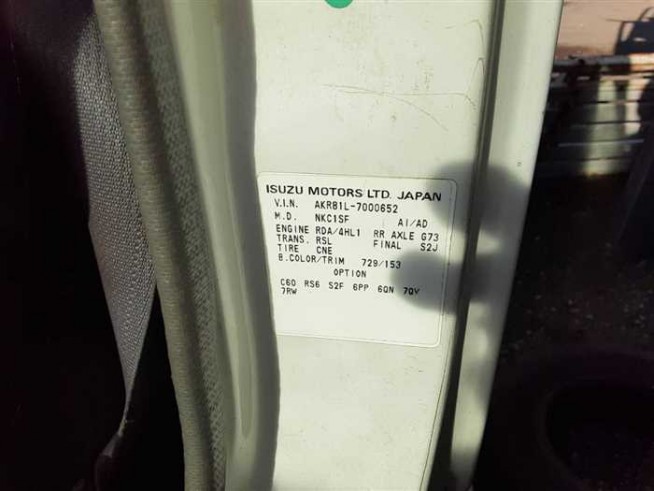 ISUZU MOTORS LTD. JAPAN
V.I.N. AKR81L-7000652
M.D. NKC1SF AI/AD
ENGINE RDA/4HL1 RR AXLE G73
TRANS. RSL FINAL S2J
TIRE CNE
B.COLOR/TRIM 729/153
OPTION
C60 RS6 S2F 6PP 6QN 7QV
7RW